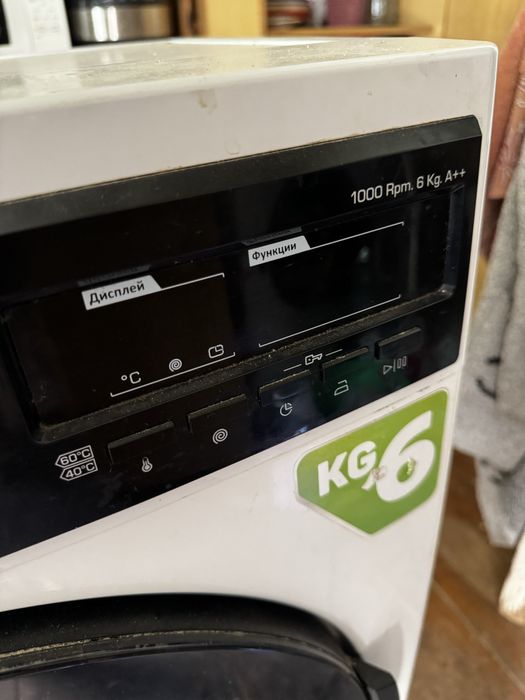 1000 Rpm. 6 Kg. A++
Функции
Дисплей
°C
60°C
40°C
KG 6